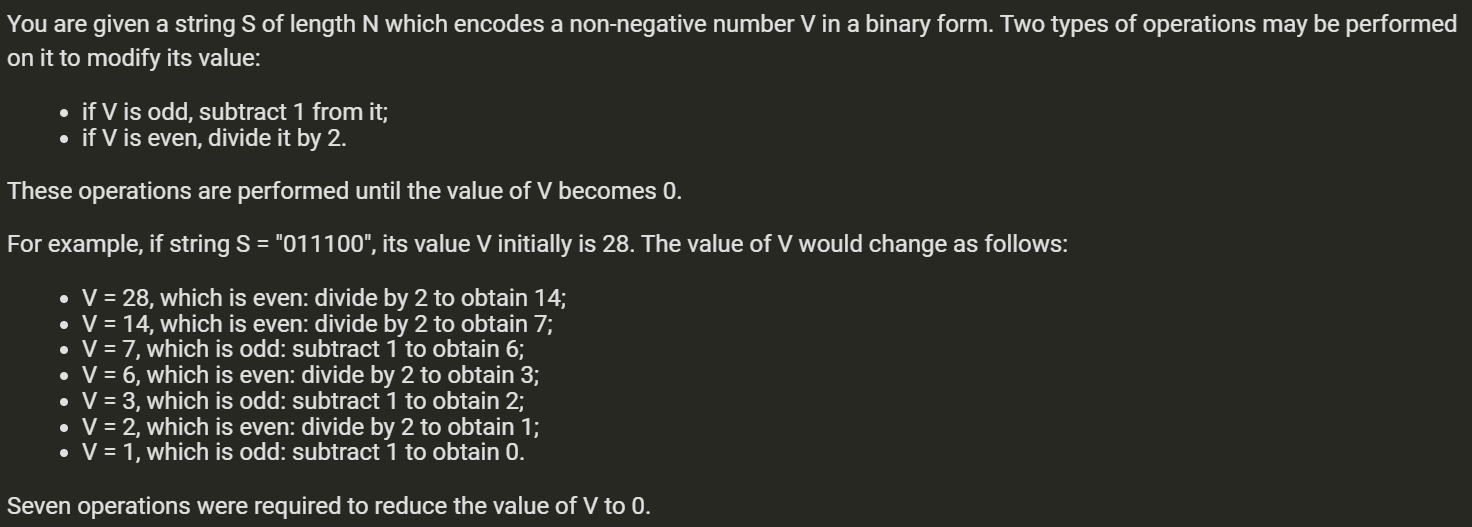 You are given a string S of length N which encodes a non-negative number V in a binary form. Two types of operations may be performed
on it to modify its value:
• if V is odd, subtract 1 from it;
• if V is even, divide it by 2.
These operations are performed until the value of V becomes 0.
For example, if string S = "011100", its value V initially is 28. The value of V would change as follows:
• V = 28, which is even: divide by 2 to obtain 14;
• V = 14, which is even: divide by 2 to obtain 7;
• V = 7, which is odd: subtract 1 to obtain 6;
• V = 6, which is even: divide by 2 to obtain 3;
• V = 3, which is odd: subtract 1 to obtain 2;
• V = 2, which is even: divide by 2 to obtain 1;
• V = 1, which is odd: subtract 1 to obtain 0.
Seven operations were required to reduce the value of V to 0.